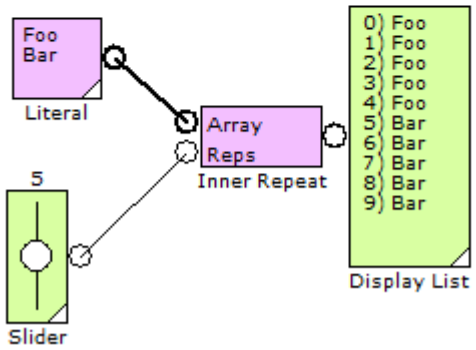 Foo
Bar
Literal
5
Slider
Array
Reps
Inner Repeat
0) Foo
1) Foo
2) Foo
3) Foo
4) Foo
5) Bar
6) Bar
7) Bar
8) Bar
9) Bar
Display List